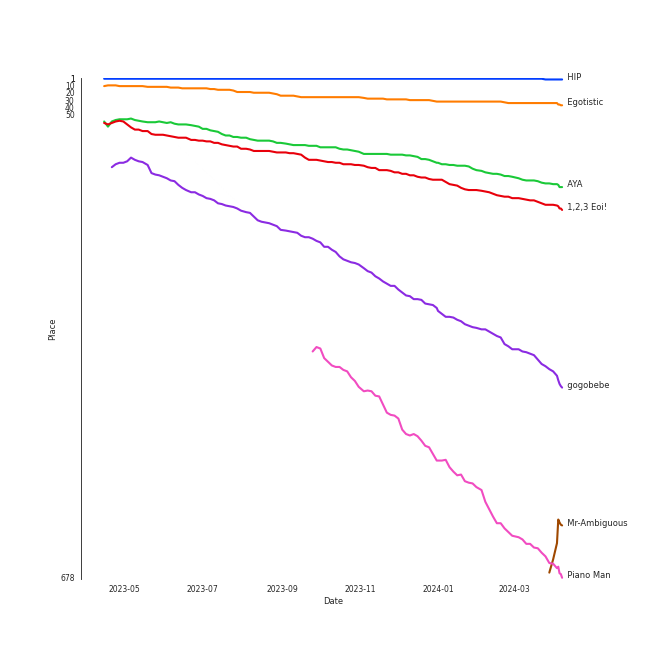 1
10
20
30
40
50
678
Place
HIP
Egotistic
AYA
1,2,3 Eoi!
gogobebe
Mr-Ambiguous
Piano Man
2023-05
2023-07
2023-09
2023-11
2024-01
2024-03
Date